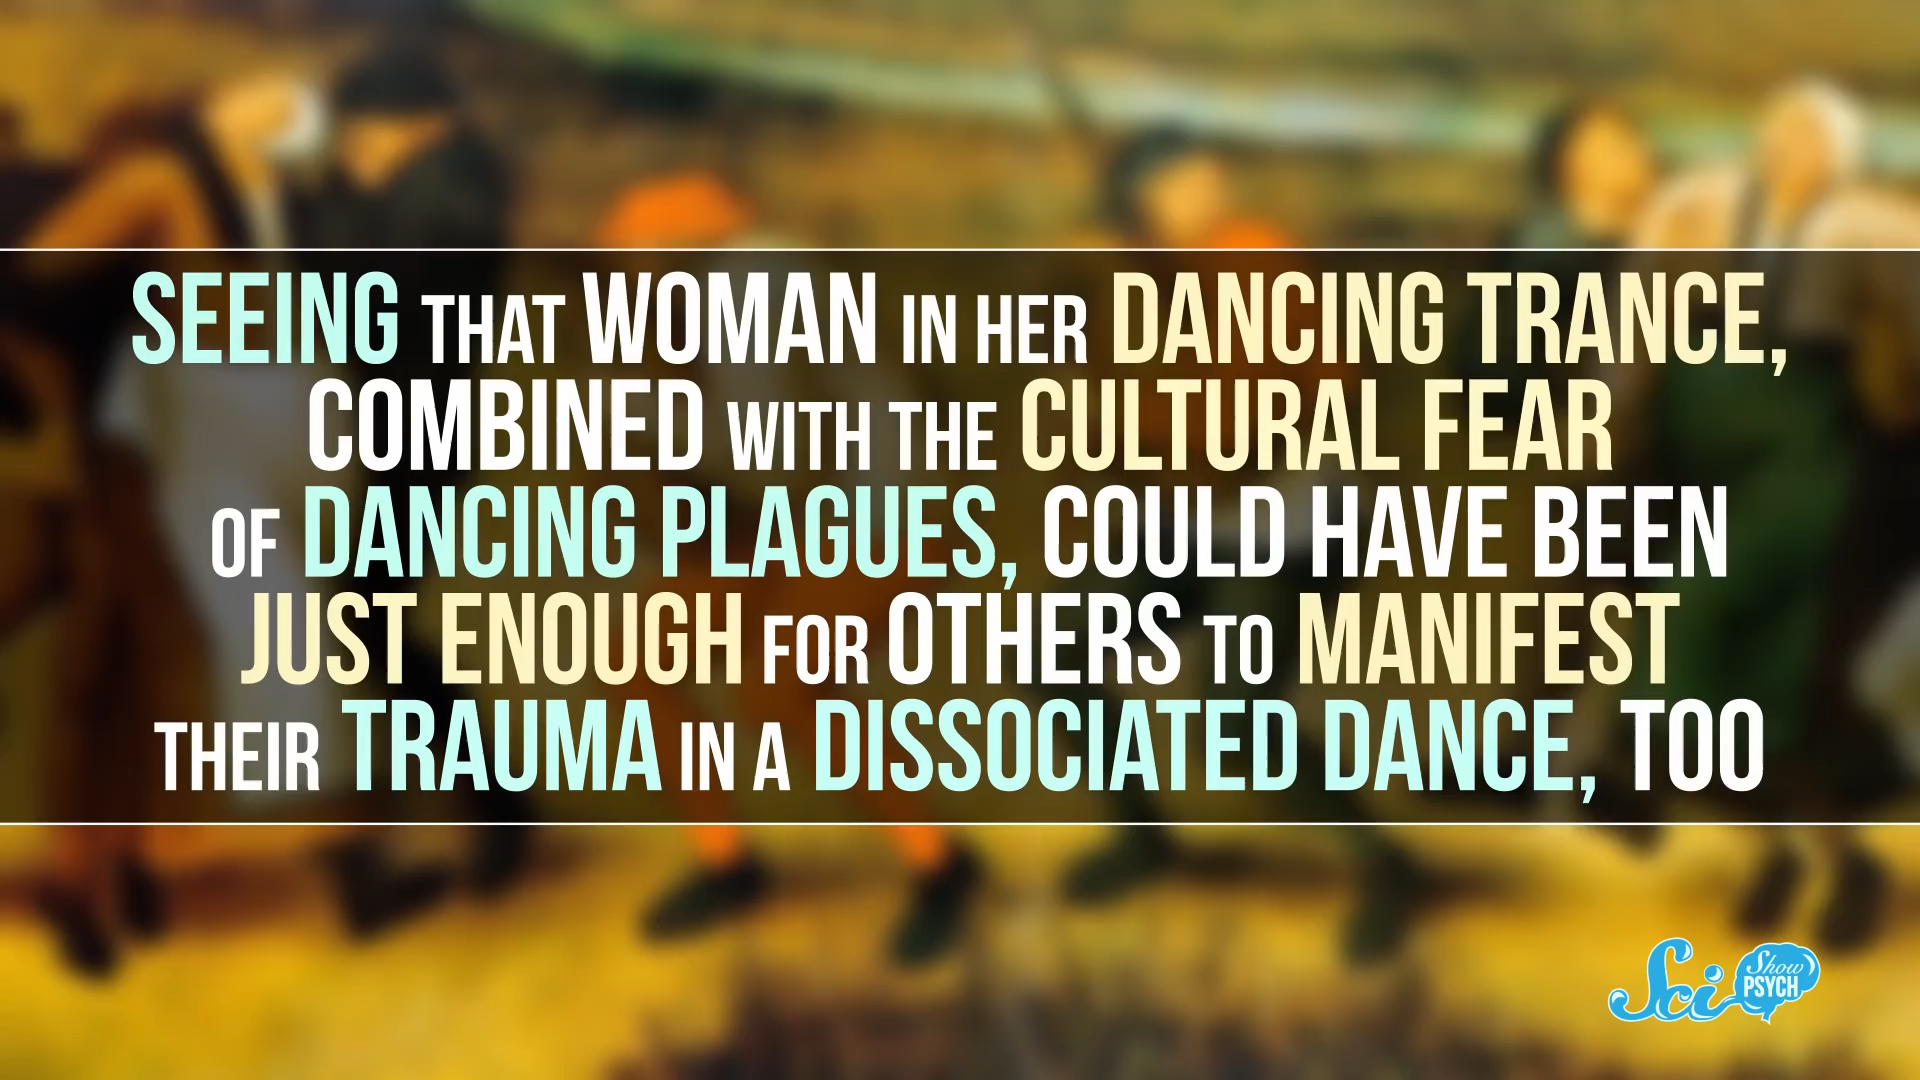 SEEING THAT WOMAN IN HER DANCING TRANCE,
COMBINED WITH THE CULTURAL FEAR
OF DANCING PLAGUES, COULD HAVE BEEN
JUST ENOUGH FOR OTHERS TO MANIFEST
THEIR TRAUMA IN A DISSOCIATED DANCE, TOO
Sci Show
PSYCH